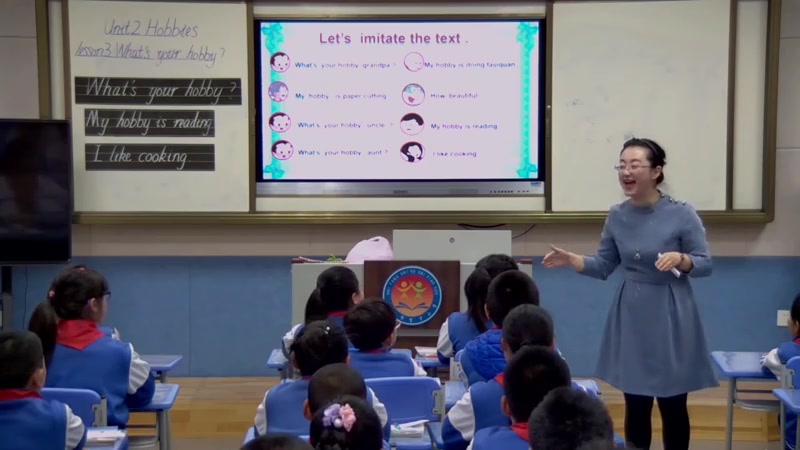 Unit2 Hobbies
lesson3 What's your hobby?
What's your hobby?
My hobby is reading
I like cooking
Let's imitate the text.
What's your hobby grandpa?
My hobby is doing taijiquan.
My hobby is paper cutting.
How beautiful!
What's your hobby uncle?
My hobby is reading
What's your hobby aunt?
I like cooking